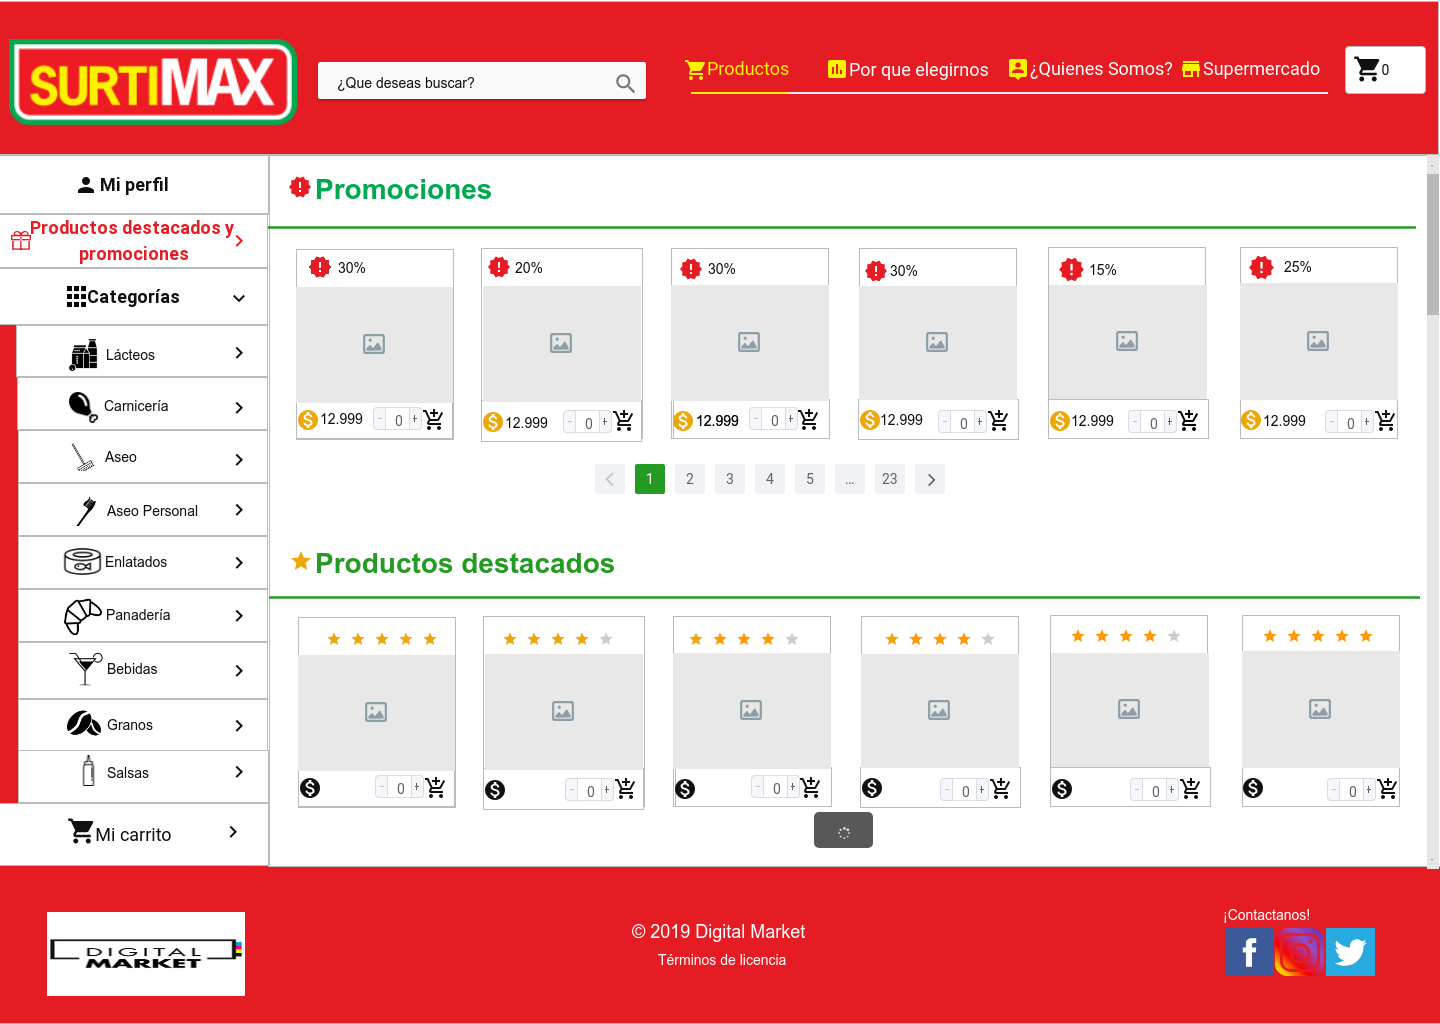 SURTIMAX
¿Que deseas buscar?
Productos
Por que elegirnos
¿Quienes Somos?
Supermercado
0
Mi perfil
Productos destacados y
promociones
Categorías
Lácteos
Carnicería
Aseo
Aseo Personal
Enlatados
Panadería
Bebidas
Granos
Salsas
Mi carrito
Promociones
30%
20%
30%
30%
15%
25%
12.999 - 0 +
12.999 - 0 +
12.999 - 0 +
12.999 - 0 +
12.999 - 0 +
12.999 - 0 +
1 2 3 4 5 ... 23
Productos destacados
- 0 +
- 0 +
- 0 +
- 0 +
- 0 +
- 0 +
DIGITAL
MARKET
© 2019 Digital Market
Términos de licencia
¡Contactanos!